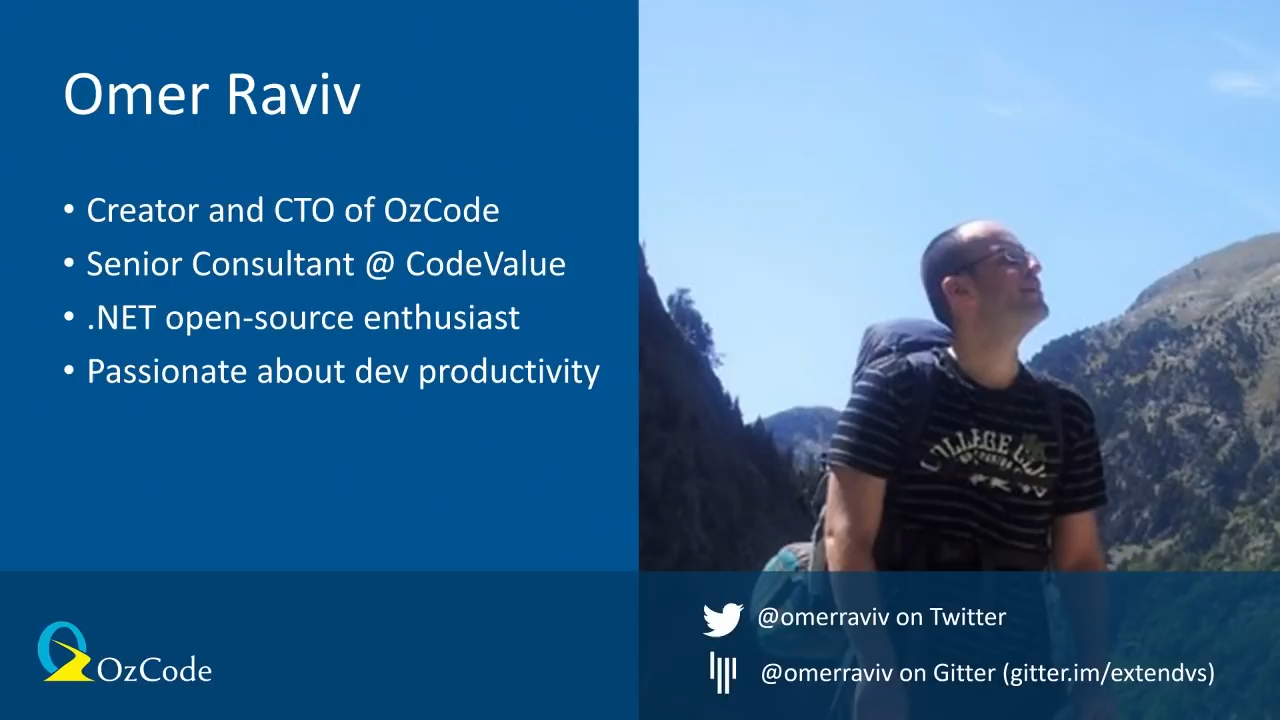 Omer Raviv
• Creator and CTO of OzCode
• Senior Consultant @ CodeValue
• .NET open-source enthusiast
• Passionate about dev productivity
COLLEGE
OzCode
@omerraviv on Twitter
@omerraviv on Gitter (gitter.im/extendvs)